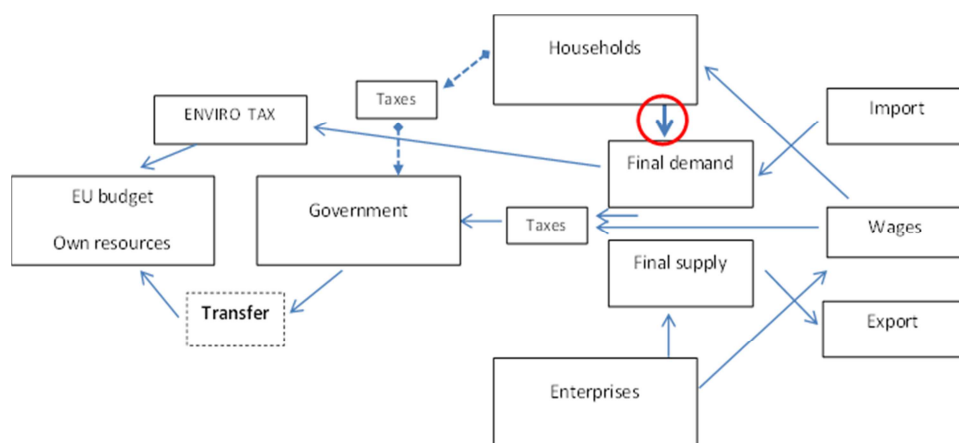 Households
Taxes
ENVIRO TAX
Import
Final demand
EU budget
Own resources
Government
Taxes
Wages
Final supply
Transfer
Export
Enterprises